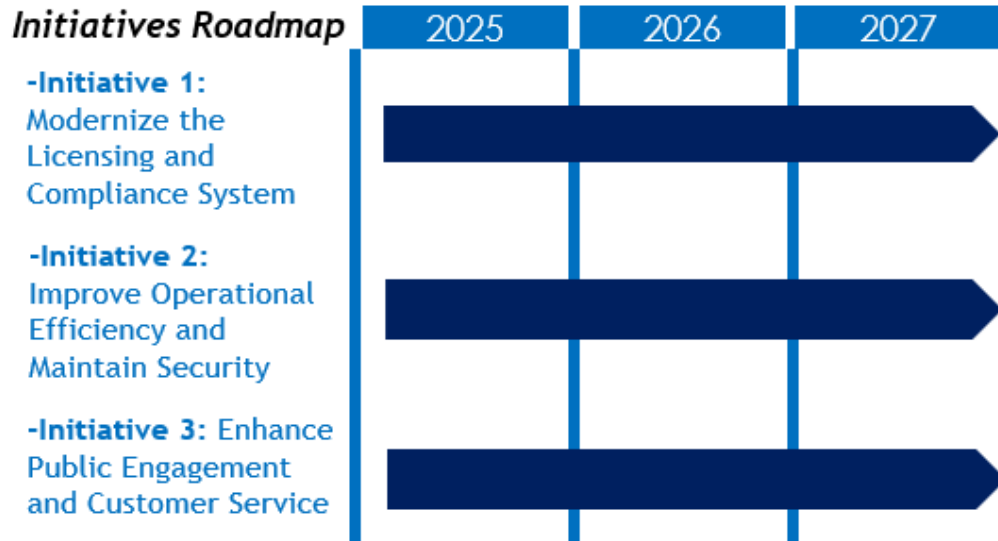 Initiatives Roadmap 2025 2026 2027
-Initiative 1:
Modernize the
Licensing and
Compliance System
-Initiative 2:
Improve Operational
Efficiency and
Maintain Security
-Initiative 3: Enhance
Public Engagement
and Customer Service